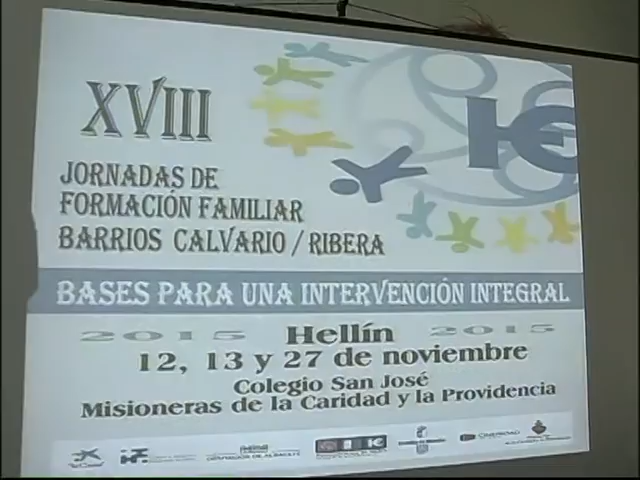 XVIII
JORNADAS DE
FORMACIÓN FAMILIAR
BARRIOS CALVARIO / RIBERA
BASES PARA UNA INTERVENCIÓN INTEGRAL
2015 Hellín 2015
12, 13 y 27 de noviembre
Colegio San José
Misioneras de la Caridad y la Providencia